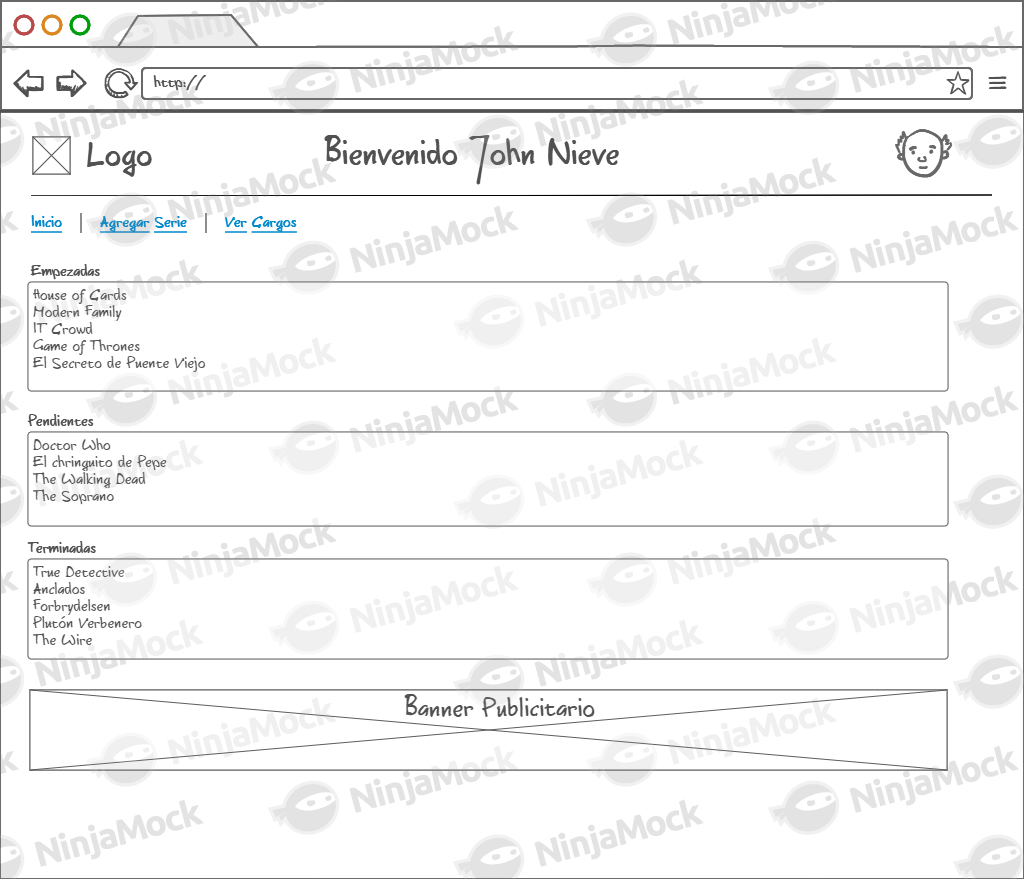 http://
Logo
Bienvenido John Nieve
Inicio | Agregar Serie | Ver Cargos
Empezadas
House of Cards
Modern Family
IT Crowd
Game of Thrones
El Secreto de Puente Viejo
Pendientes
Doctor Who
El chringuito de Pepe
The Walking Dead
The Soprano
Terminadas
True Detective
Anclados
Forbrydelsen
Plutón Verbenero
The Wire
Banner Publicitario
NinjaMock